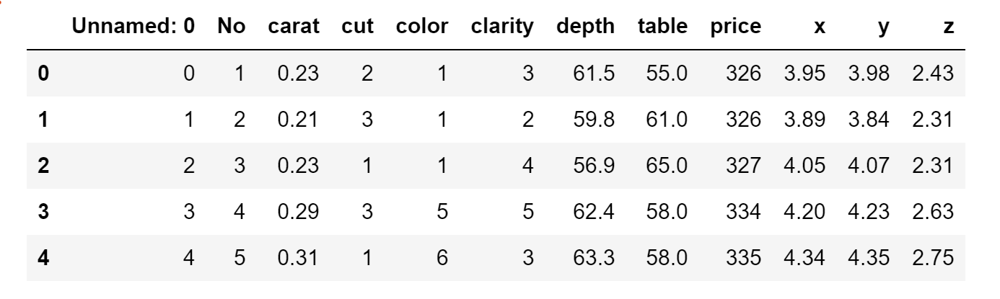 Unnamed: 0 No carat cut color clarity depth table price x y z
0 0 1 0.23 2 1 3 61.5 55.0 326 3.95 3.98 2.43
1 1 2 0.21 3 1 2 59.8 61.0 326 3.89 3.84 2.31
2 2 3 0.23 1 1 4 56.9 65.0 327 4.05 4.07 2.31
3 3 4 0.29 3 5 5 62.4 58.0 334 4.20 4.23 2.63
4 4 5 0.31 1 6 3 63.3 58.0 335 4.34 4.35 2.75